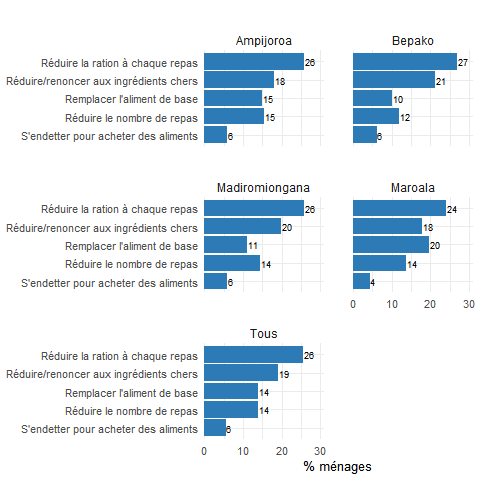 Ampijoroa
Bepako
Réduire la ration à chaque repas 26 27
Réduire/renoncer aux ingrédients chers 18 21
Remplacer l'aliment de base 15 10
Réduire le nombre de repas 15 12
S'endetter pour acheter des aliments 6 6
Madiromiongana
Maroala
Réduire la ration à chaque repas 26 24
Réduire/renoncer aux ingrédients chers 20 18
Remplacer l'aliment de base 11 20
Réduire le nombre de repas 14 14
S'endetter pour acheter des aliments 6 4
0 10 20 30
Tous
Réduire la ration à chaque repas 26
Réduire/renoncer aux ingrédients chers 19
Remplacer l'aliment de base 14
Réduire le nombre de repas 14
S'endetter pour acheter des aliments 6
0 10 20 30
% ménages